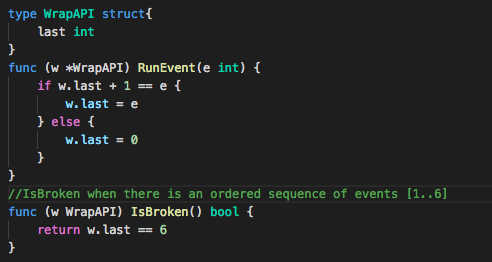 type WrapAPI struct{
    last int
}
func (w *WrapAPI) RunEvent(e int) {
    if w.last + 1 == e {
        w.last = e
    } else {
        w.last = 0
    }
}
//IsBroken when there is an ordered sequence of events [1..6]
func (w WrapAPI) IsBroken() bool {
    return w.last == 6
}